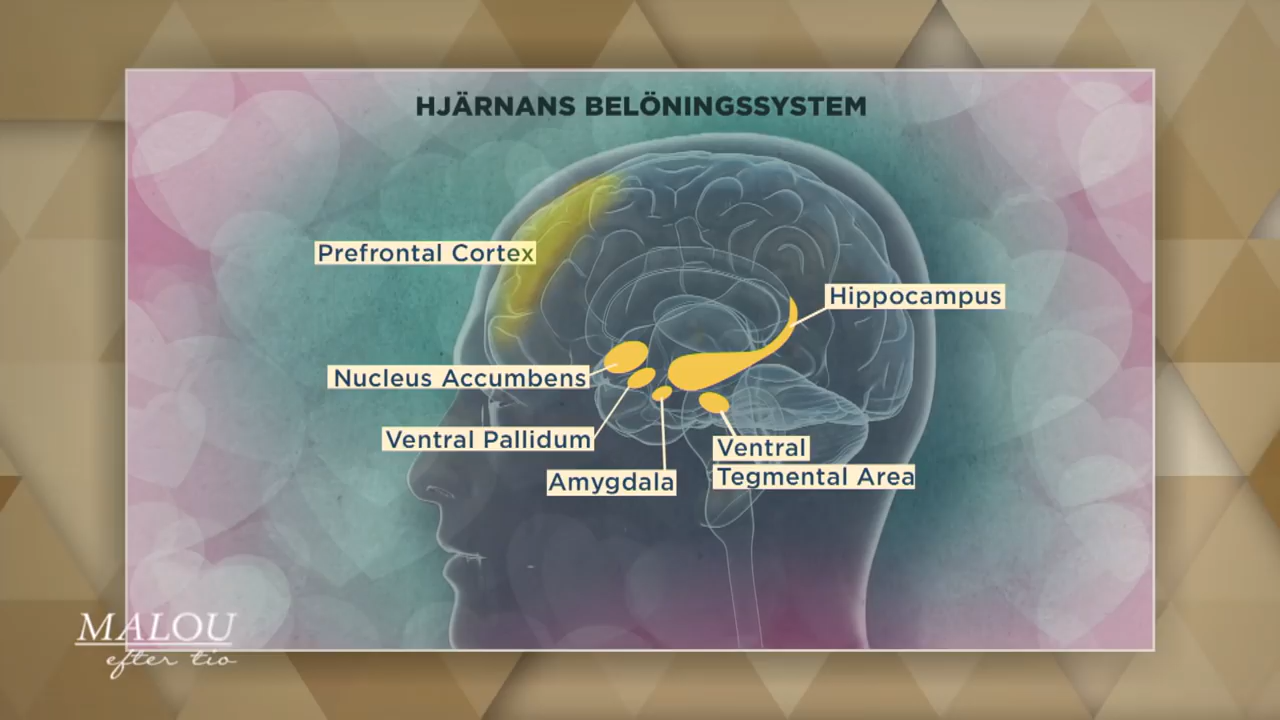 HJÄRNANS BELÖNINGSSYSTEM
Prefrontal Cortex
Hippocampus
Nucleus Accumbens
Ventral Pallidum
Amygdala
Ventral
Tegmental Area
MALOU
efter tio